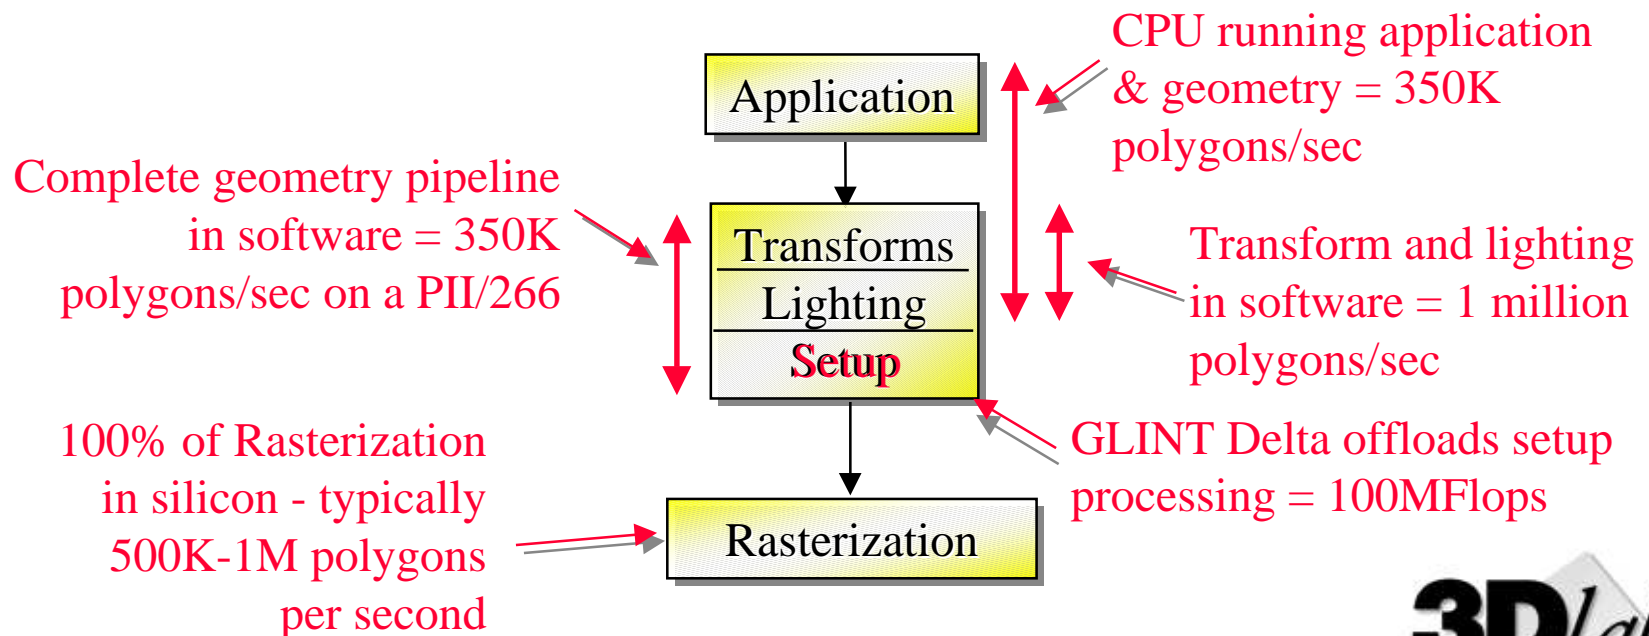 CPU running application
& geometry = 350K
polygons/sec
Application
Complete geometry pipeline
in software = 350K
polygons/sec on a PII/266
Transforms
Lighting
Setup
Transform and lighting
in software = 1 million
polygons/sec
GLINT Delta offloads setup
processing = 100MFlops
100% of Rasterization
in silicon - typically
500K-1M polygons
per second
Rasterization
3Dla